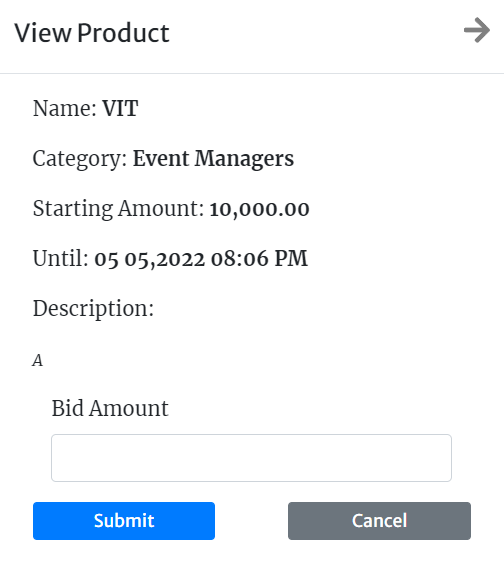 View Product
Name: VIT
Category: Event Managers
Starting Amount: 10,000.00
Until: 05 05,2022 08:06 PM
Description:
A
Bid Amount
Submit Cancel